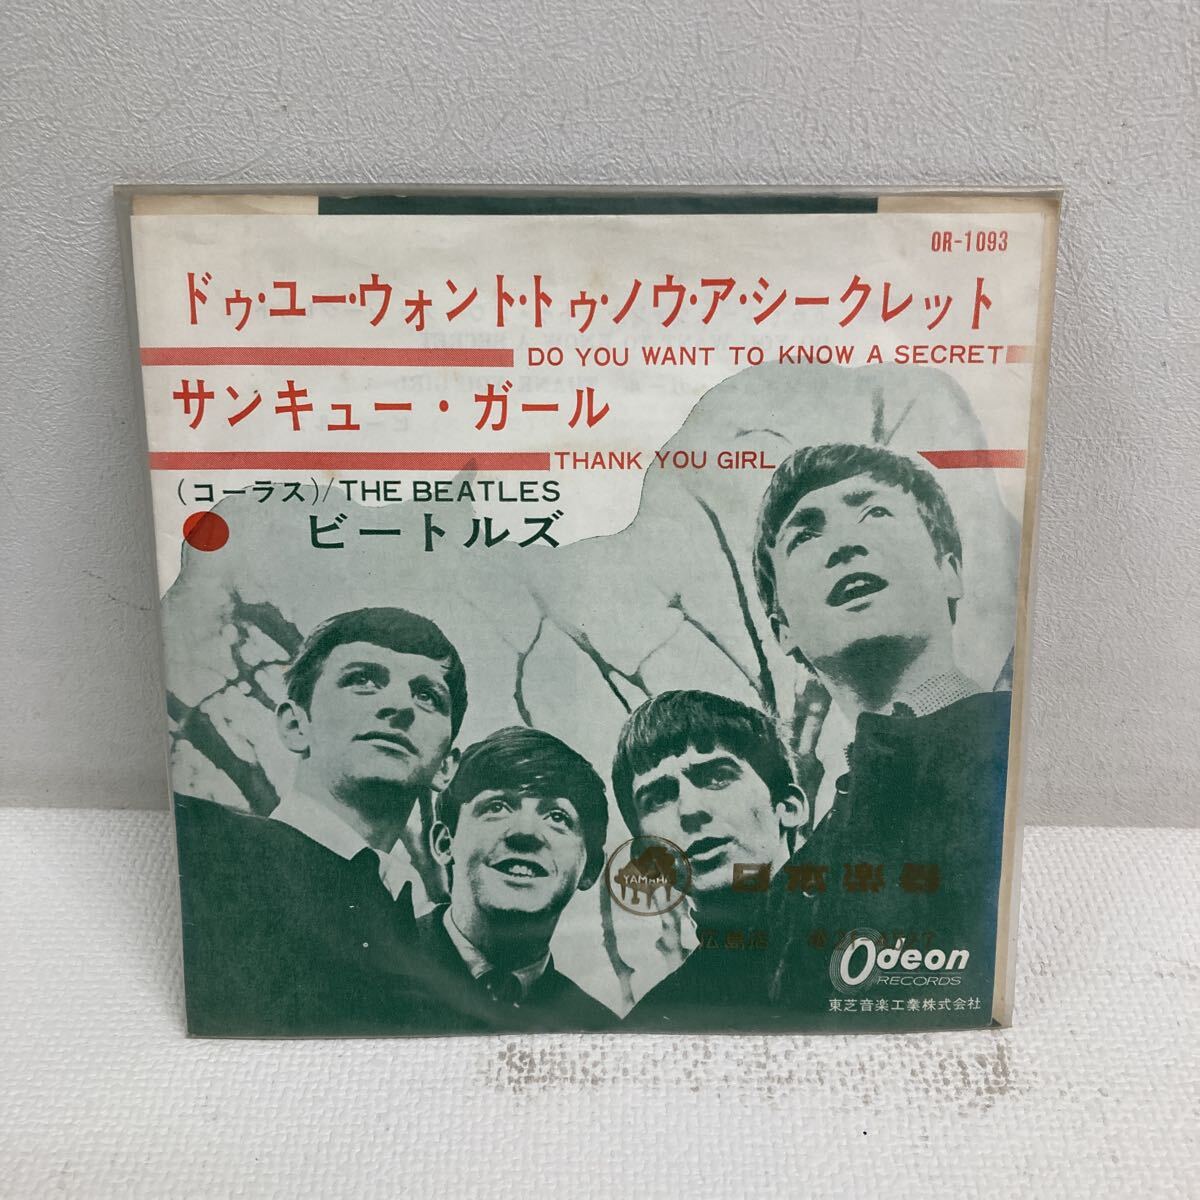 OR-1093
ドゥ・ユー・ウォント・トゥ・ノウ・ア・シークレット
DO YOU WANT TO KNOW A SECRET
サンキュー・ガール
THANK YOU GIRL
(コーラス)/THE BEATLES
ビートルズ
YAMAHA
日本楽器
広島店
Odeon
RECORDS
東芝音楽工業株式会社